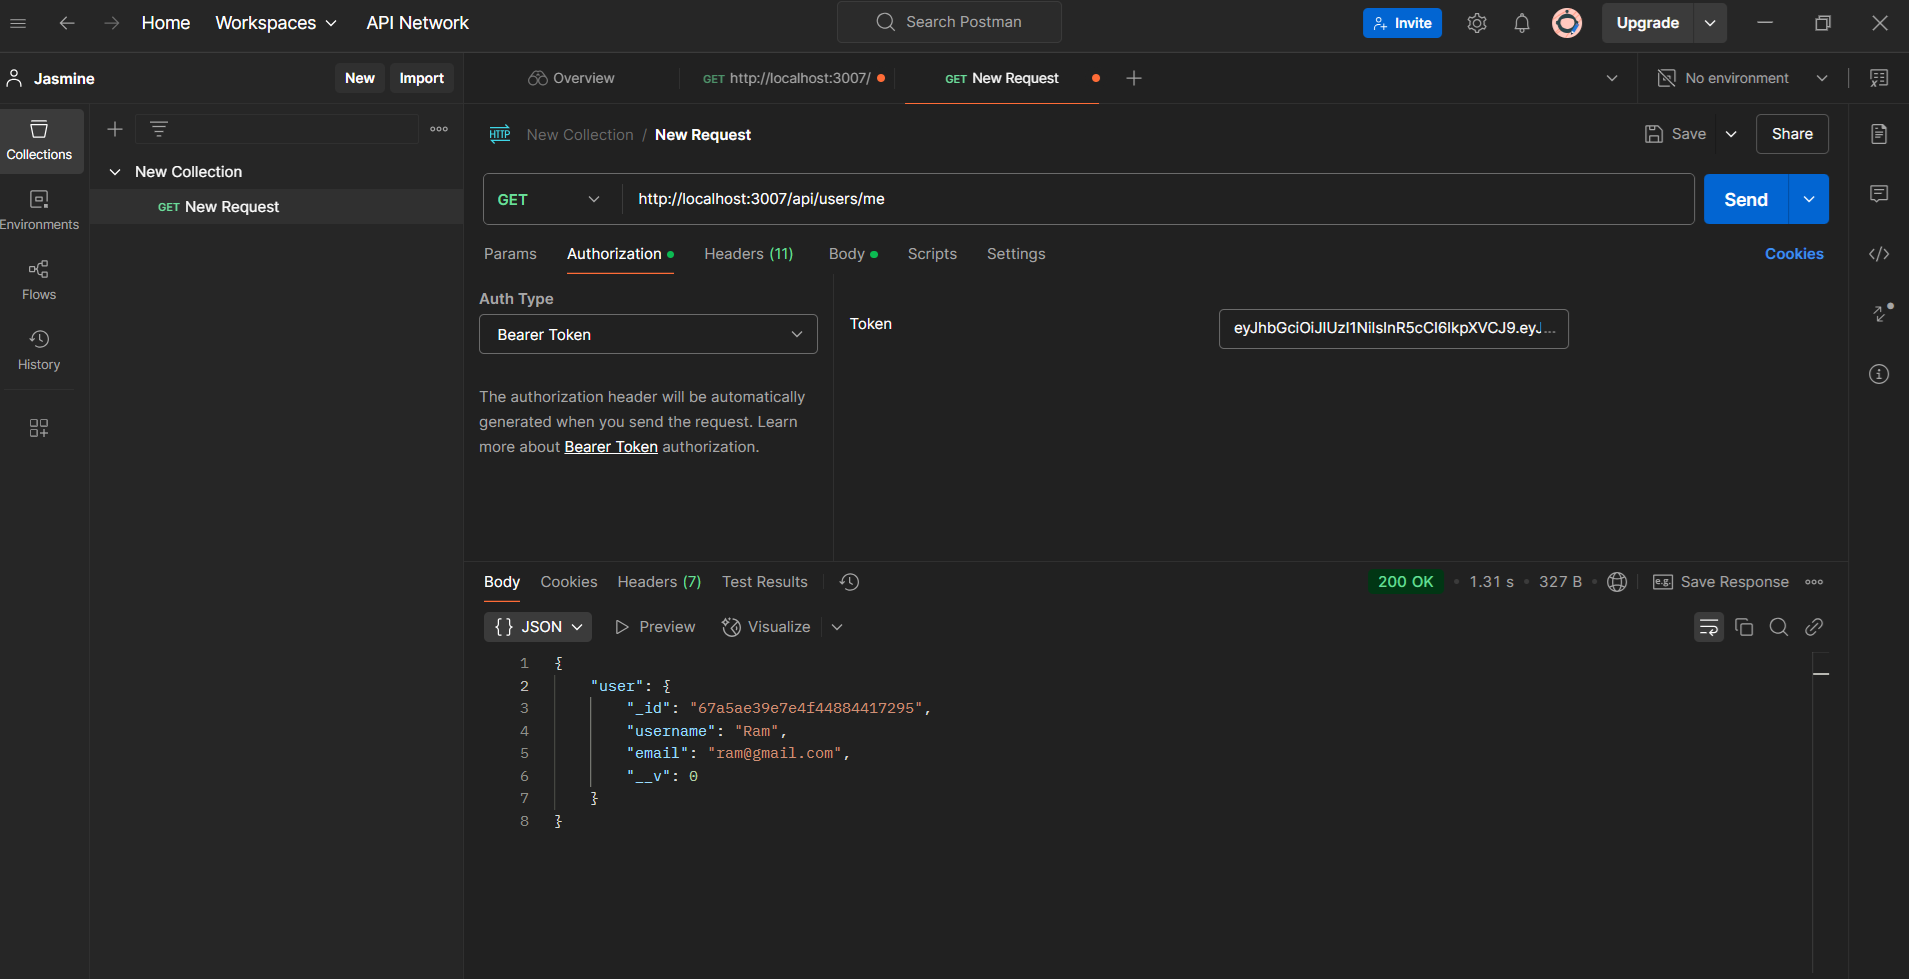 Home Workspaces API Network Search Postman Invite Upgrade
Jasmine New Import Overview GET http://localhost:3007/ GET New Request No environment
Collections
Environments
Flows
History
New Collection
GET New Request
HTTP New Collection / New Request Save Share
GET http://localhost:3007/api/users/me Send
Params Authorization Headers (11) Body Scripts Settings Cookies
Auth Type
Bearer Token
The authorization header will be automatically
generated when you send the request. Learn
more about Bearer Token authorization.
Token eyJhbGciOiJIUzI1NiIsInR5cCI6IkpXVCJ9.eyJ...
Body Cookies Headers (7) Test Results 200 OK • 1.31 s • 327 B • e.g. Save Response
{} JSON Preview Visualize
1 {
2 "user": {
3 "_id": "67a5ae39e7e4f44884417295",
4 "username": "Ram",
5 "email": "ram@gmail.com",
6 "__v": 0
7 }
8 }